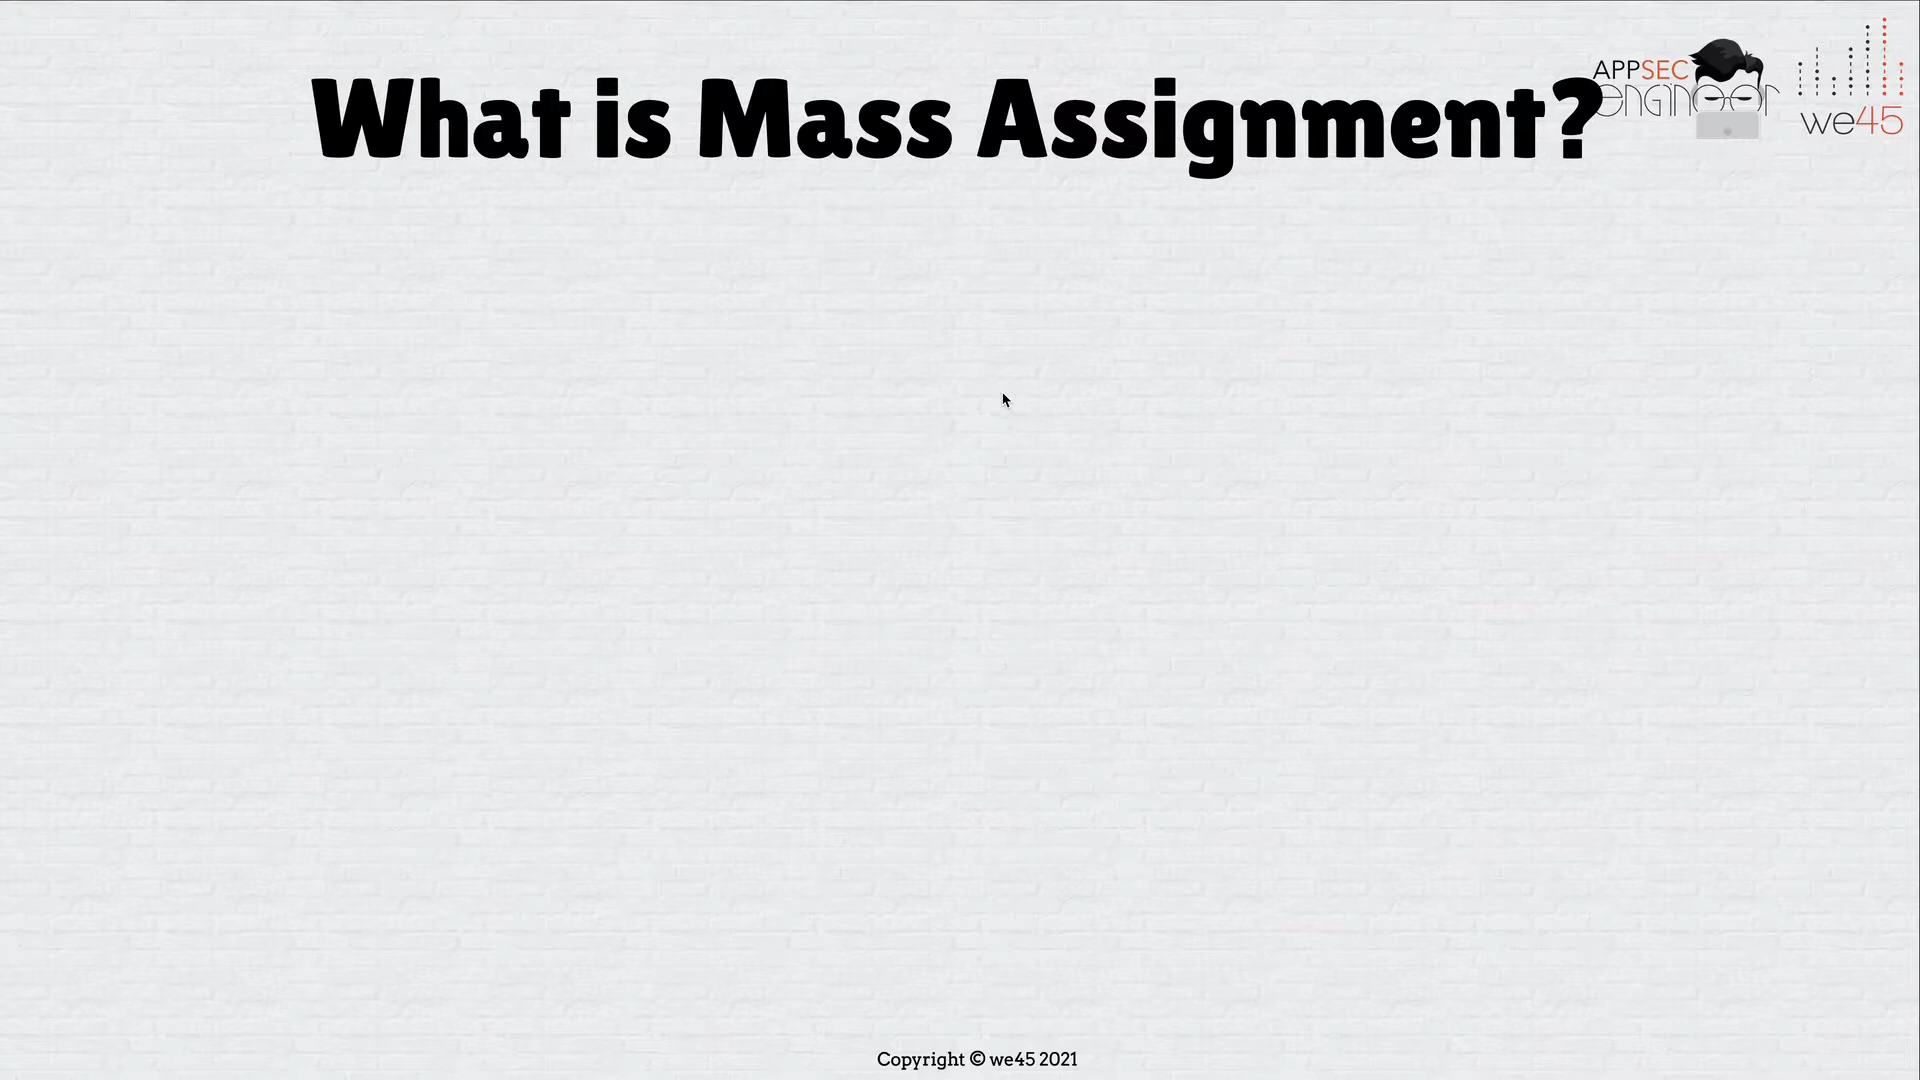 What is Mass Assignment?
APPSEC
engineer
we45
Copyright © we45 2021